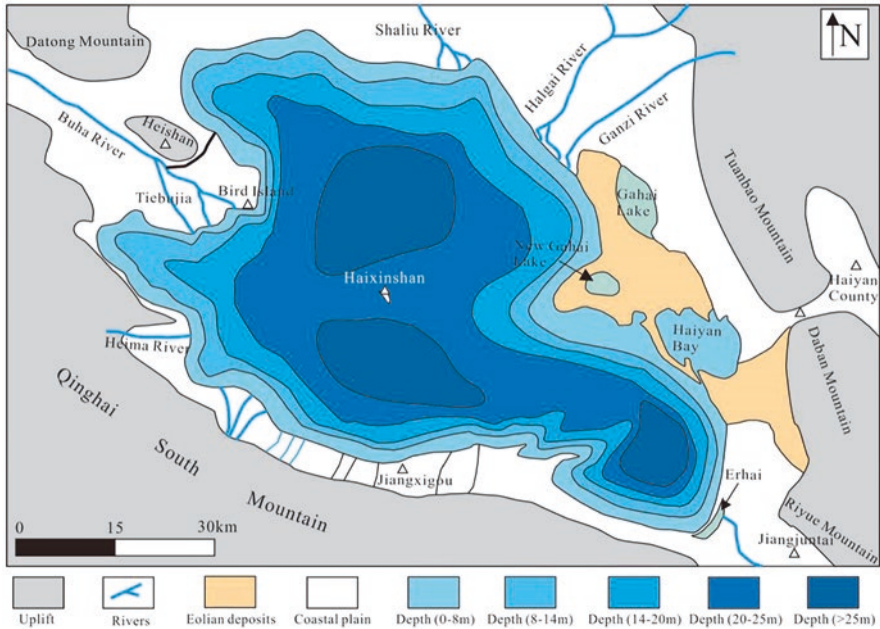 Shaliu River
Datong Mountain
N
Halgai River
Ganzi River
Buha River
Heishan
Tuanbao Mountain
Tiebujia
Bird Island
Gahai
Lake
New Gahai
Lake
Haixinshan
Haiyan
County
Haiyan
Bay
Heima River
Daban Mountain
Qinghai
South
Mountain
Jiangxigou
Erhai
Riyue Mountain
Jiangjuntai
0 15 30km
Uplift Rivers Eolian deposits Coastal plain Depth (0-8m) Depth (8-14m) Depth (14-20m) Depth (20-25m) Depth (>25m)